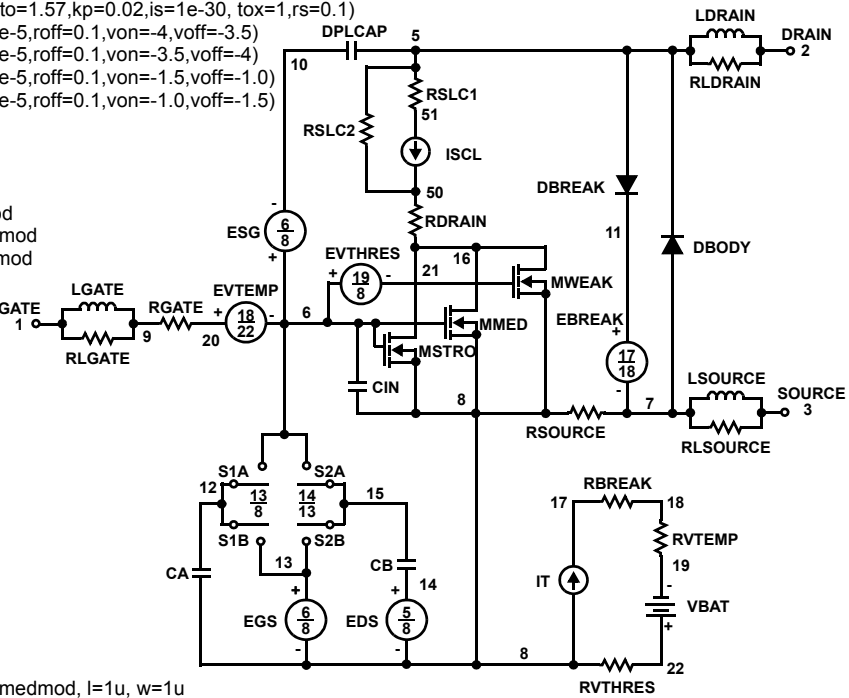 to=1.57,kp=0.02,is=1e-30, tox=1,rs=0.1)
e-5,roff=0.1,von=-4,voff=-3.5)
e-5,roff=0.1,von=-3.5,voff=-4)
e-5,roff=0.1,von=-1.5,voff=-1.0)
e-5,roff=0.1,von=-1.0,voff=-1.5)
LDRAIN
DPLCAP
5
DRAIN
2
10
RLDRAIN
RSLC1
51
RSLC2
ISCL
50
DBREAK
od
mod
mod
-
ESG
6
8
+
RDRAIN
11
DBODY
EVTHRES
+
19
8
-
21
16
MWEAK
LGATE
GATE
1
RLGATE
9
RGATE
20
EVTEMP
+
18
22
-
6
MMED
EBREAK
+
17
18
-
MSTRO
CIN
LSOURCE
8
7
SOURCE
3
RSOURCE
RLSOURCE
S1A
S2A
12
13
8
14
13
15
S1B
S2B
RBREAK
17
18
RVTEMP
13
CB
19
CA
14
IT
-
VBAT
+
+
EGS
6
8
-
+
EDS
5
8
-
8
22
RVTHRES
medmod, l=1u, w=1u